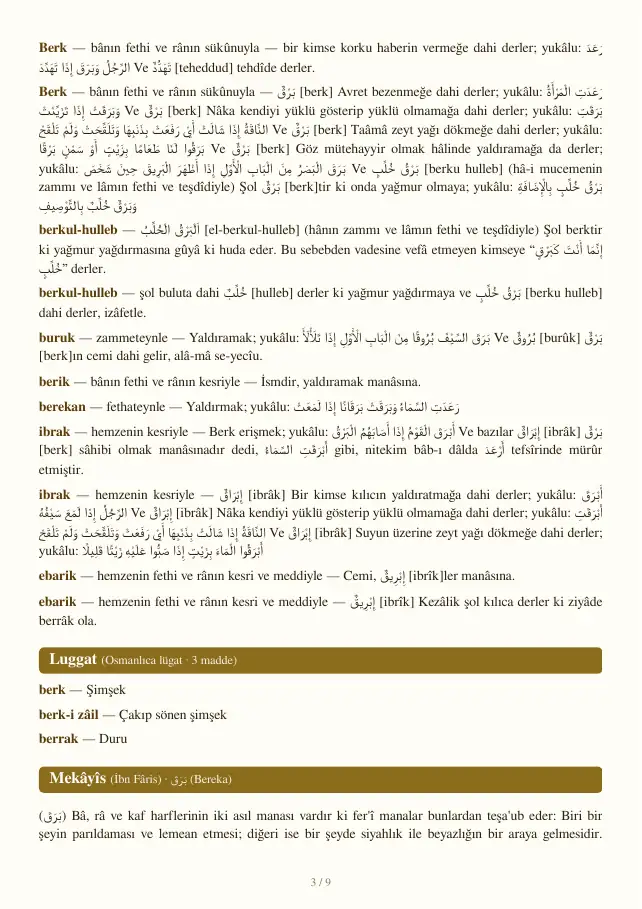 Berk — bânın fethi ve rânın sükûnuyla — bir kimse korku haberin vermeğe dahi derler; yukâlu: رَعَدَ
الرَّجُلُ وَبَرَقَ إِذَا تَهَدَّدَ Ve تَهَدُّدٌ [teheddud] tehdîde derler.
Berk — bânın fethi ve rânın sükûnuyla — بَرْقٌ [berk] Avret bezenmeğe dahi derler; yukâlu: رَعَدَتِ الْمَرْأَةُ
وَبَرَقَتْ إِذَا تَزَيَّنَتْ Ve بَرْقٌ [berk] Nâka kendiyi yüklü gösterip yüklü olmamağa dahi derler; yukâlu: بَرَقَتِ
النَّاقَةُ إِذَا شَالَتْ أَيْ رَفَعَتْ بِذَنَبِهَا وَتَلَقَّحَتْ وَلَمْ تَلْقَحْ Ve بَرْقٌ [berk] Taâma zeyt yağı dökmeğe dahi derler; yukâlu:
بَرَقُوا لَنَا طَعَامًا بِزَيْتٍ أَوْ سَمْنٍ بَرْقًا Ve بَرْقٌ [berk] Göz mütehayyir olmak hâlinde yaldıramağa da derler;
yukâlu: بَرَقَ الْبَصَرُ مِنَ الْبَابِ الْأَوَّلِ إِذَا أَظْهَرَ الْبَرِيقَ حِينَ شَخَصَ Ve بَرْقُ خُلَّبٍ [berku hulleb] (hâ-i mucemenin
zammı ve lâmın fethi ve teşdîdiyle) Şol بَرْقٌ [berk]tir ki onda yağmur olmaya; yukâlu: بَرْقُ خُلَّبٍ بِالْإِضَافَةِ
وَبَرْقٌ خُلَّبٌ بِالتَّوْصِيفِ
berkul-hulleb — اَلْبَرْقُ الْخُلَّبُ [el-berkul-hulleb] (hânın zammı ve lâmın fethi ve teşdîdiyle) Şol berktir
ki yağmur yağdırmasına gûyâ ki huda eder. Bu sebebden vadesine vefâ etmeyen kimseye “إِنَّمَا أَنْتَ كَبَرْقِ
خُلَّبٍ” derler.
berkul-hulleb — şol buluta dahi خُلَّبٌ [hulleb] derler ki yağmur yağdırmaya ve بَرْقُ خُلَّبٍ [berku hulleb]
dahi derler, izâfetle.
buruk — zammeteynle — Yaldıramak; yukâlu: بَرَقَ السَّيْفُ بُرُوقًا مِنَ الْبَابِ الْأَوَّلِ إِذَا تَلَأْلَأَ Ve بُرُوقٌ [burûk] بَرْقٌ
[berk]ın cemi dahi gelir, alâ-mâ se-yecîu.
berik — bânın fethi ve rânın kesriyle — İsmdir, yaldıramak manâsına.
berekan — fethateynle — Yaldırmak; yukâlu: رَعَدَتِ السَّمَاءُ وَبَرَقَتْ بَرَقَانًا إِذَا لَمَعَتْ
ibrak — hemzenin kesriyle — Berk erişmek; yukâlu: أَبْرَقَ الْقَوْمُ إِذَا أَصَابَهُمُ الْبَرْقُ Ve bazılar إِبْرَاقٌ [ibrâk] بَرْقٌ
[berk] sâhibi olmak manâsınadır dedi, أَبْرَقَتِ السَّمَاءُ gibi, nitekim bâb-ı dâlda أَرْعَدَ tefsîrinde mürûr
etmiştir.
ibrak — hemzenin kesriyle — إِبْرَاقٌ [ibrâk] Bir kimse kılıcın yaldıratmağa dahi derler; yukâlu: أَبْرَقَ
الرَّجُلُ إِذَا لَمَعَ سَيْفُهُ Ve إِبْرَاقٌ [ibrâk] Nâka kendiyi yüklü gösterip yüklü olmamağa dahi derler; yukâlu: أَبْرَقَتِ
النَّاقَةُ إِذَا شَالَتْ بِذَنَبِهَا أَيْ رَفَعَتْ وَتَلَقَّحَتْ وَلَمْ تَلْقَحْ Ve إِبْرَاقٌ [ibrâk] Suyun üzerine zeyt yağı dökmeğe dahi derler;
yukâlu: أَبْرَقُوا الْمَاءَ بِزَيْتٍ إِذَا صَبُّوا عَلَيْهِ زَيْتًا قَلِيلًا
ebarik — hemzenin fethi ve rânın kesri ve meddiyle — Cemi, إِبْرِيقٌ [ibrîk]ler manâsına.
ebarik — hemzenin fethi ve rânın kesri ve meddiyle — إِبْرِيقٌ [ibrîk] Kezâlik şol kılıca derler ki ziyâde
berrâk ola.
Luggat (Osmanlıca lügat · 3 madde)
berk — Şimşek
berk-i zâil — Çakıp sönen şimşek
berrak — Duru
Mekâyîs (İbn Fâris) · بَرَقَ (Bereka)
(بَرَقَ) Bâ, râ ve kaf harflerinin iki asıl manası vardır ki fer'î manalar bunlardan teşa'ub eder: Biri bir
şeyin parıldaması ve lemean etmesi; diğeri ise bir şeyde siyahlık ile beyazlığın bir araya gelmesidir.
3 / 9